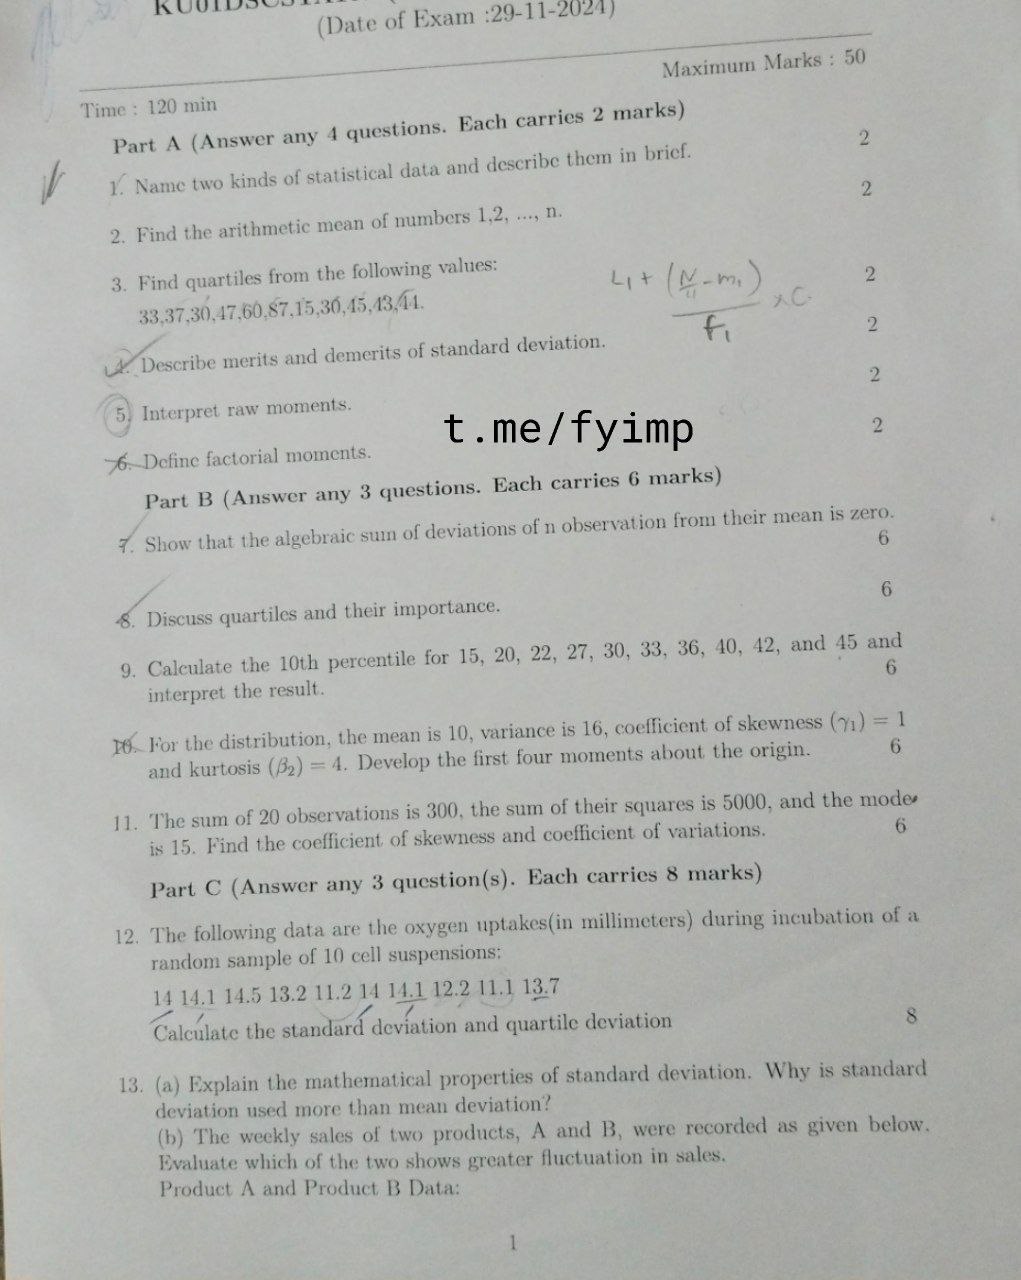 (Date of Exam :29-11-2024)
Maximum Marks : 50
Time : 120 min
Part A (Answer any 4 questions. Each carries 2 marks)
1. Name two kinds of statistical data and describe them in brief. 2
2. Find the arithmetic mean of numbers 1,2, ..., n. 2
3. Find quartiles from the following values: 2
33,37,30,47,60,87,15,30,45,43,44.
L₁ + (N/4 - m₁)
× C
f₁
4. Describe merits and demerits of standard deviation. 2
5. Interpret raw moments. 2
t.me/fyimp
6. Define factorial moments. 2
Part B (Answer any 3 questions. Each carries 6 marks)
7. Show that the algebraic sum of deviations of n observation from their mean is zero.
6
8. Discuss quartiles and their importance. 6
9. Calculate the 10th percentile for 15, 20, 22, 27, 30, 33, 36, 40, 42, and 45 and
interpret the result. 6
10. For the distribution, the mean is 10, variance is 16, coefficient of skewness (γ₁) = 1
and kurtosis (β₂) = 4. Develop the first four moments about the origin. 6
11. The sum of 20 observations is 300, the sum of their squares is 5000, and the mode
is 15. Find the coefficient of skewness and coefficient of variations. 6
Part C (Answer any 3 question(s). Each carries 8 marks)
12. The following data are the oxygen uptakes(in millimeters) during incubation of a
random sample of 10 cell suspensions:
14 14.1 14.5 13.2 11.2 14 14.1 12.2 11.1 13.7
Calculate the standard deviation and quartile deviation 8
13. (a) Explain the mathematical properties of standard deviation. Why is standard
deviation used more than mean deviation?
(b) The weekly sales of two products, A and B, were recorded as given below.
Evaluate which of the two shows greater fluctuation in sales.
Product A and Product B Data:
1